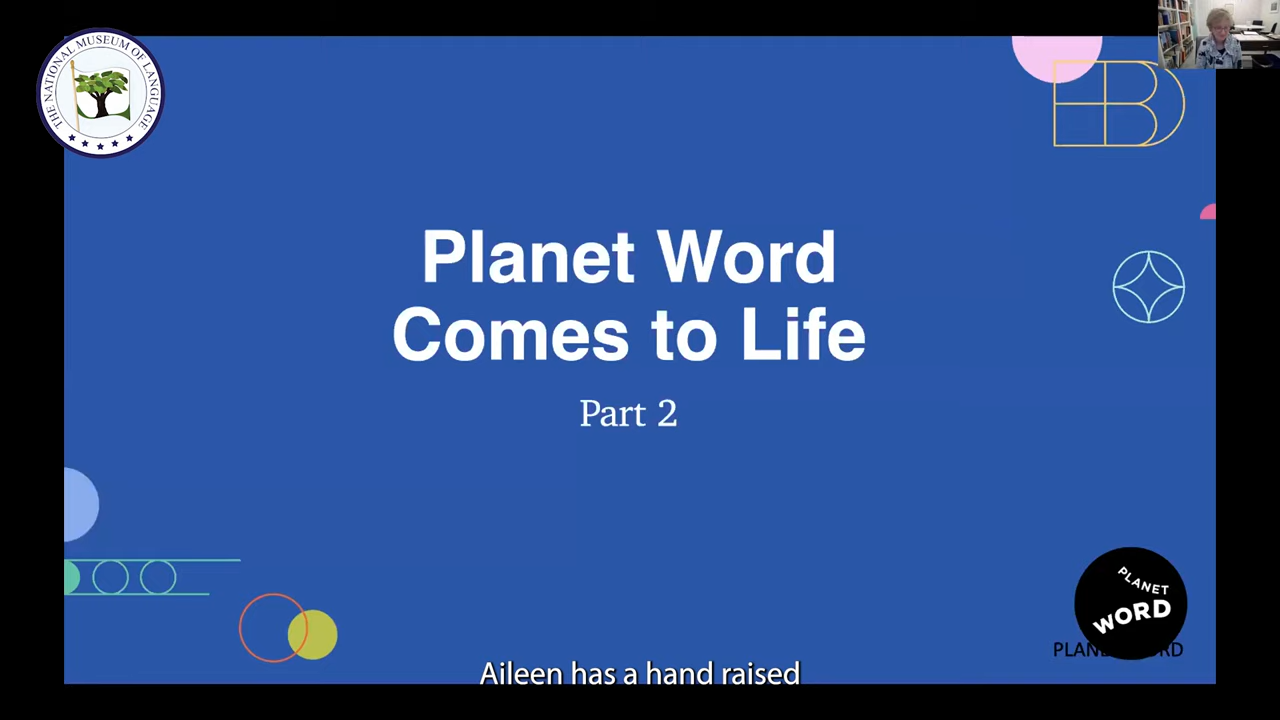 THE NATIONAL MUSEUM OF LANGUAGE
Planet Word
Comes to Life
Part 2
PLANET
WORD
Aileen has a hand raised